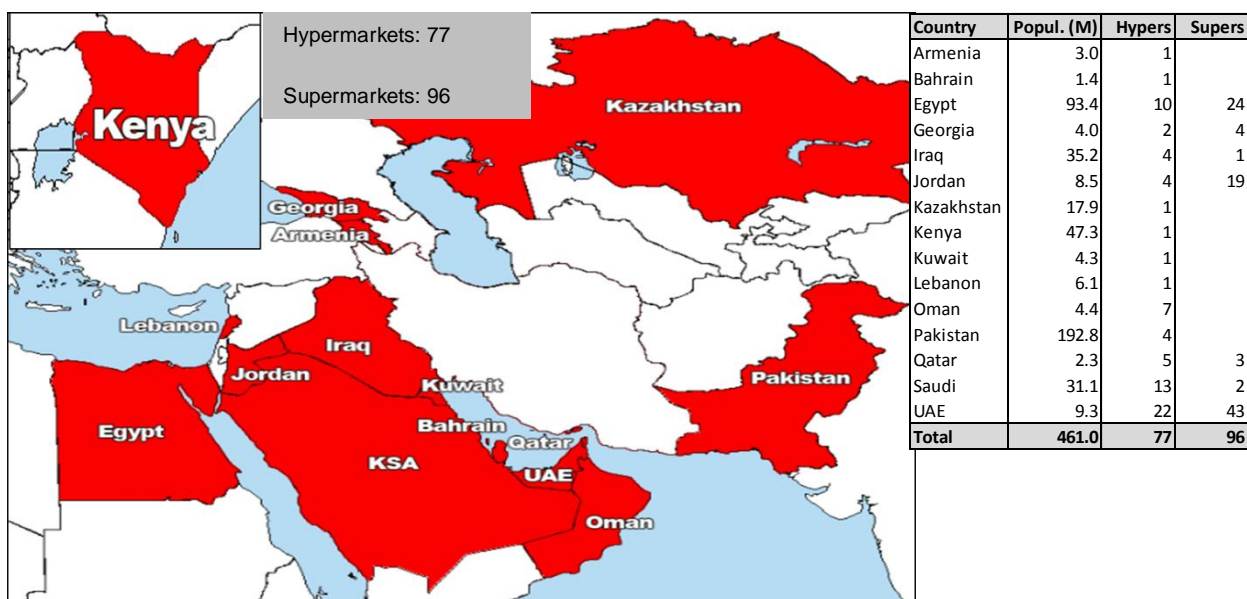 Hypermarkets: 77
Supermarkets: 96
Kenya
Kazakhstan
Georgia
Armenia
Lebanon
Iraq
Jordan
Kuwait
Pakistan
Egypt
Bahrain
Qatar
KSA
UAE
Oman
Country Popul. (M) Hypers Supers
Armenia 3.0 1
Bahrain 1.4 1
Egypt 93.4 10 24
Georgia 4.0 2 4
Iraq 35.2 4 1
Jordan 8.5 4 19
Kazakhstan 17.9 1
Kenya 47.3 1
Kuwait 4.3 1
Lebanon 6.1 1
Oman 4.4 7
Pakistan 192.8 4
Qatar 2.3 5 3
Saudi 31.1 13 2
UAE 9.3 22 43
Total 461.0 77 96